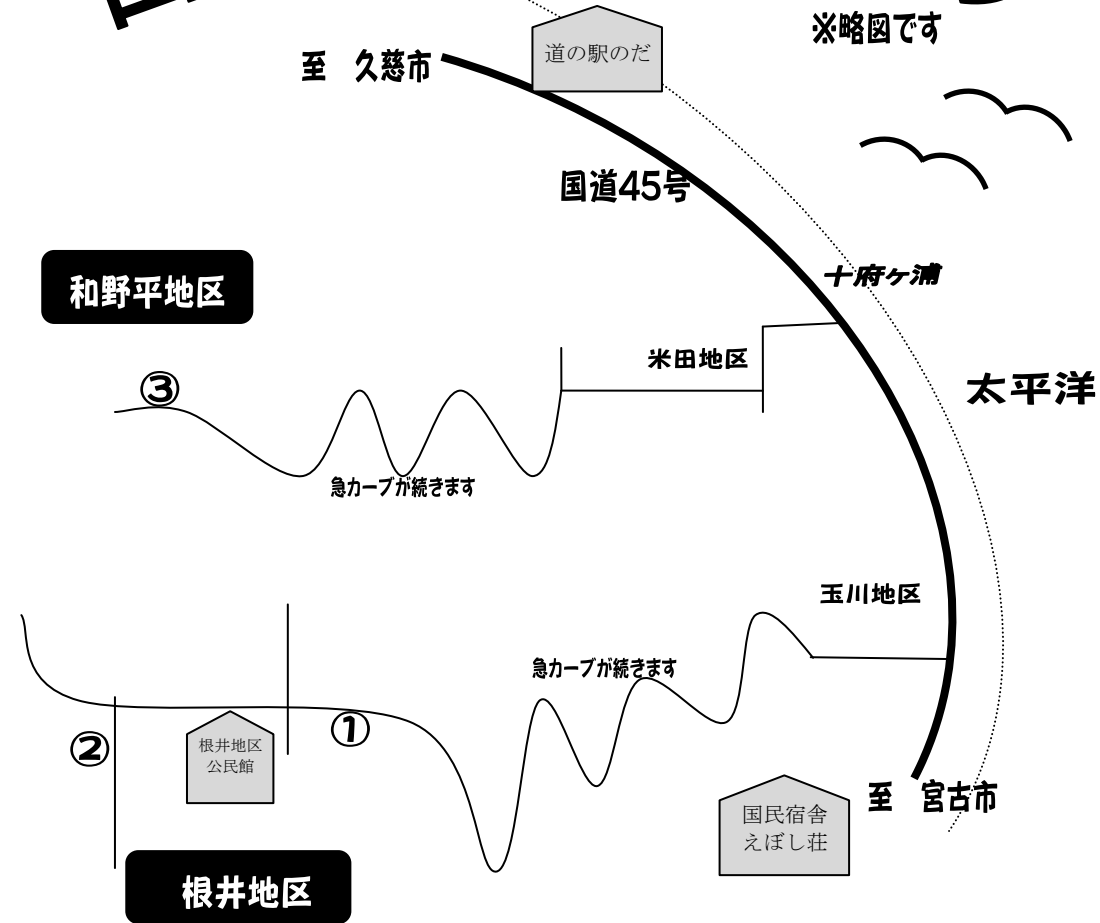 ※略図です
道の駅のだ
至　久慈市
国道45号
十府ヶ浦
和野平地区
米田地区
③
太平洋
急カーブが続きます
玉川地区
急カーブが続きます
①
②
根井地区
公民館
至　宮古市
国民宿舎
えぼし荘
根井地区